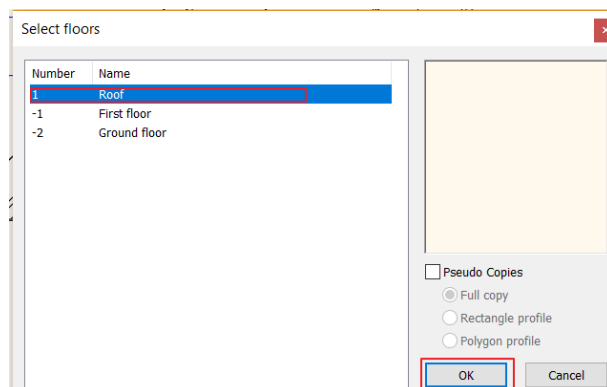 Select floors
Number Name
1 Roof
-1 First floor
-2 Ground floor
Pseudo Copies
Full copy
Rectangle profile
Polygon profile
OK Cancel